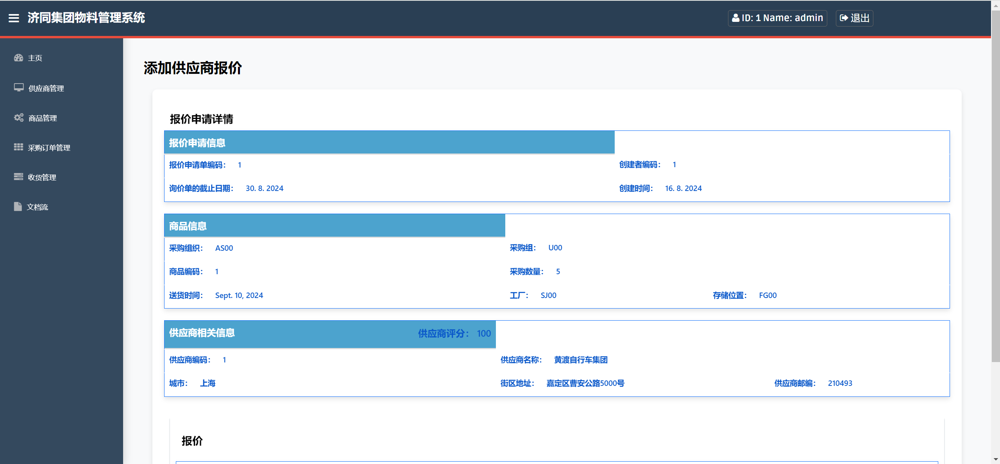 济同集团物料管理系统
ID: 1 Name: admin
退出
主页
供应商管理
商品管理
采购订单管理
收货管理
文档流
添加供应商报价
报价申请详情
报价申请信息
报价申请单编码： 1 创建者编码： 1
询价单的截止日期： 30. 8. 2024 创建时间： 16. 8. 2024
商品信息
采购组织： AS00 采购组： U00
商品编码： 1 采购数量： 5
送货时间： Sept. 10, 2024 工厂： SJ00 存储位置： FG00
供应商相关信息 供应商评分： 100
供应商编码： 1 供应商名称： 黄渡自行车集团
城市： 上海 街区地址： 嘉定区曹安公路5000号 供应商邮编： 210493
报价